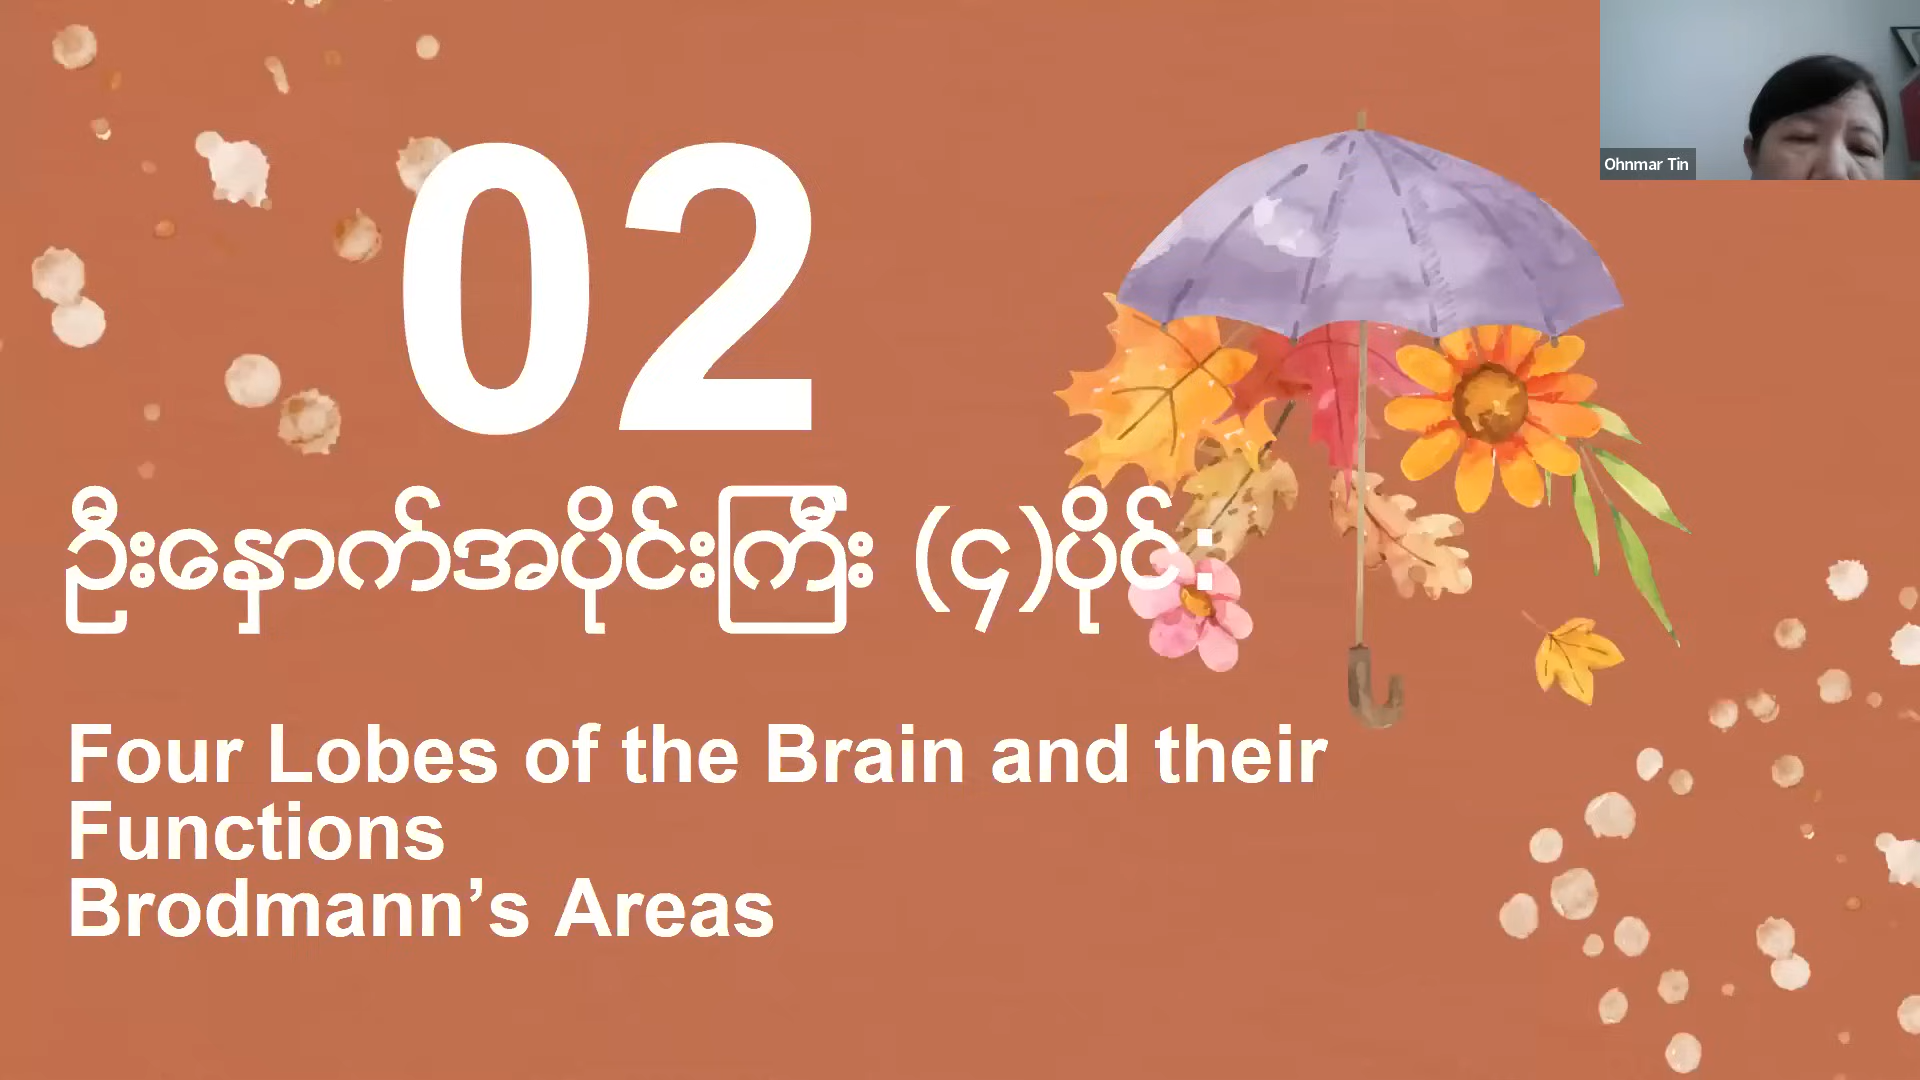 Ohnmar Tin
02
ဦးနှောက်အပိုင်းကြီး (၄)ပိုင်:
Four Lobes of the Brain and their
Functions
Brodmann’s Areas